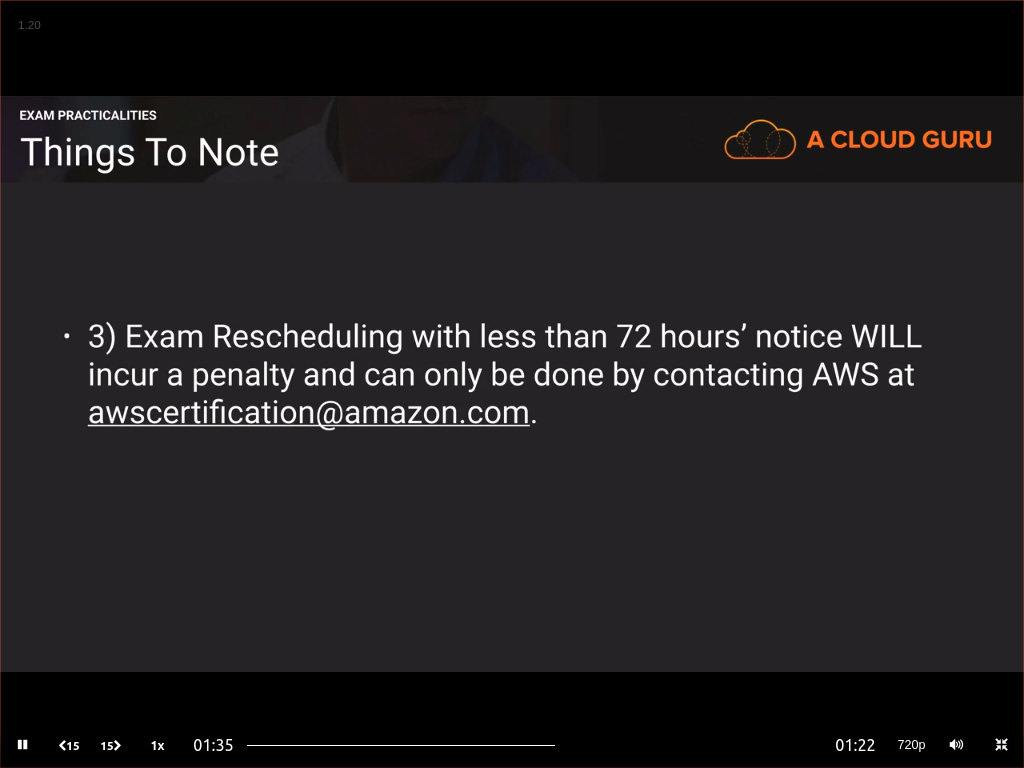 1.20
EXAM PRACTICALITIES
Things To Note
A CLOUD GURU
• 3) Exam Rescheduling with less than 72 hours’ notice WILL
incur a penalty and can only be done by contacting AWS at
awscertification@amazon.com.
15 15 1x 01:35 01:22 720p